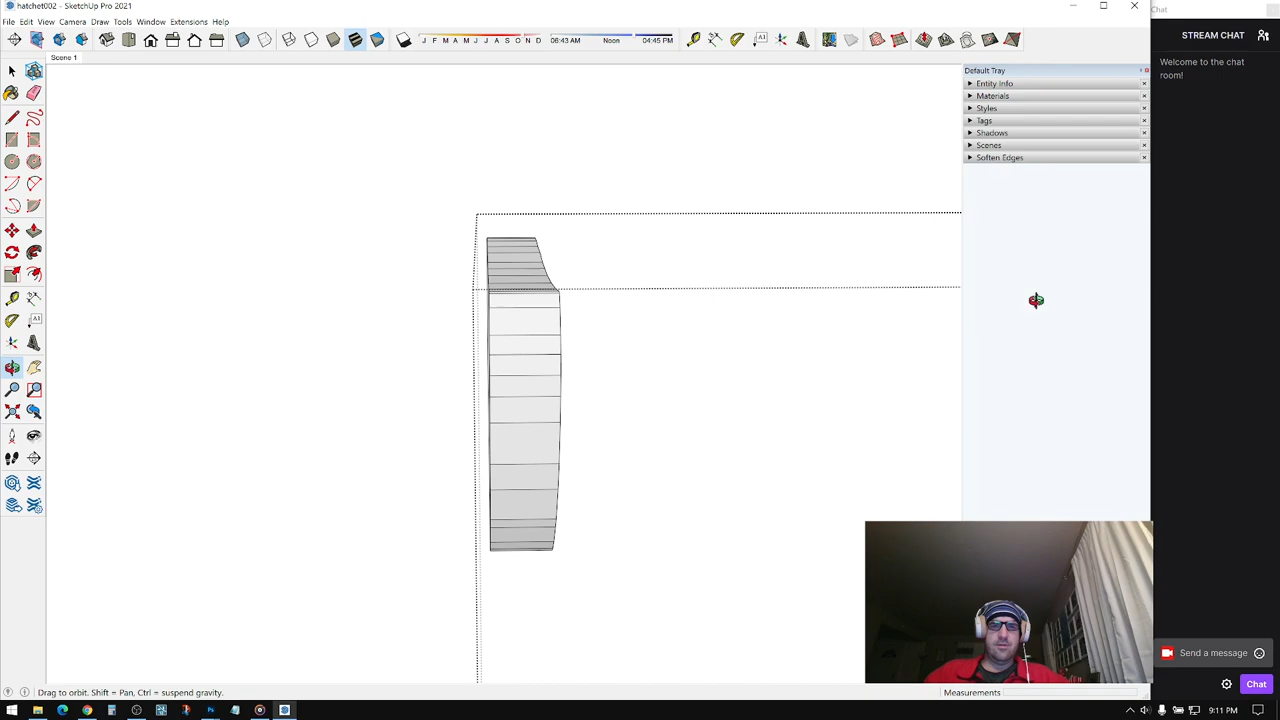 hatchet002 - SketchUp Pro 2021
Chat
File Edit View Camera Draw Tools Window Extensions Help
STREAM CHAT
J F M A M J J A S O N D 06:43 AM Noon 04:45 PM
Scene 1
Welcome to the chat
room!
Default Tray
Entity Info
Materials
Styles
Tags
Shadows
Scenes
Soften Edges
Send a message
Chat
Drag to orbit. Shift = Pan, Ctrl = suspend gravity.
Measurements
9:11 PM